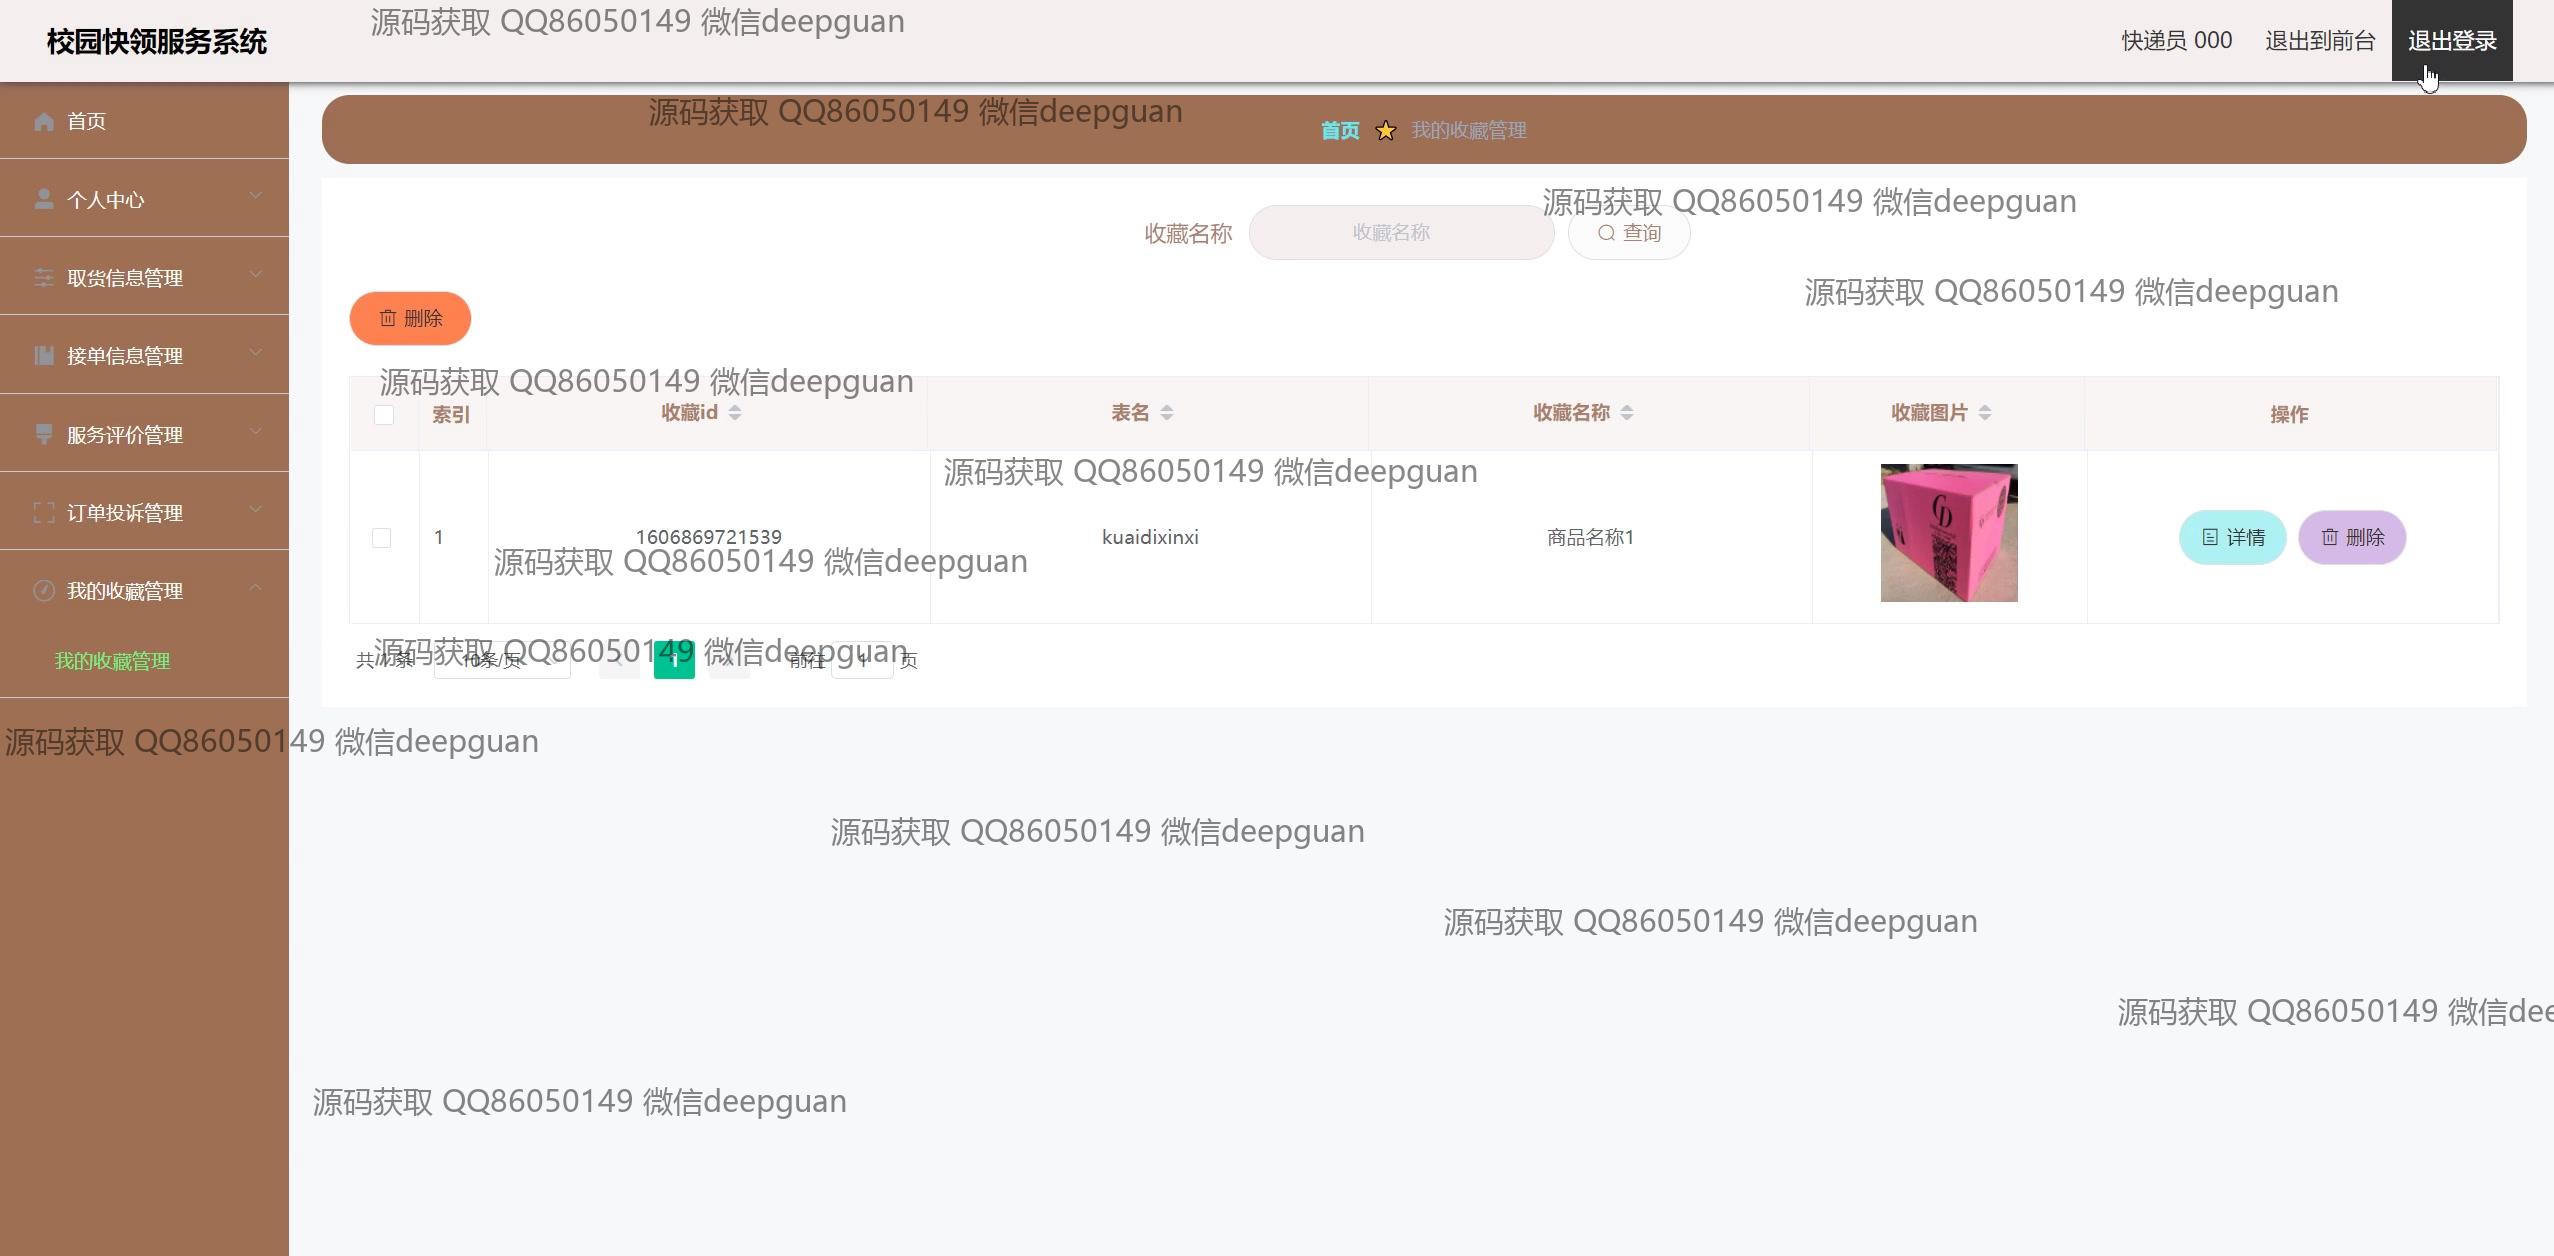 源码获取 QQ86050149 微信deepguan
校园快领服务系统
快递员 000 退出到前台 退出登录
源码获取 QQ86050149 微信deepguan
首页
首页 我的收藏管理
个人中心
源码获取 QQ86050149 微信deepguan
收藏名称 收藏名称 查询
取货信息管理
源码获取 QQ86050149 微信deepguan
删除
接单信息管理
源码获取 QQ86050149 微信deepguan
索引 收藏id 表名 收藏名称 收藏图片 操作
服务评价管理
源码获取 QQ86050149 微信deepguan
订单投诉管理
CD
1 1606869721539 kuaidixinxi 商品名称1 详情 删除
源码获取 QQ86050149 微信deepguan
我的收藏管理
源码获取 QQ86050149 微信deepguan
我的收藏管理
共 1 条 10条/页 1 前往 1 页
源码获取 QQ86050149 微信deepguan
源码获取 QQ86050149 微信deepguan
源码获取 QQ86050149 微信deepguan
源码获取 QQ86050149 微信dee
源码获取 QQ86050149 微信deepguan